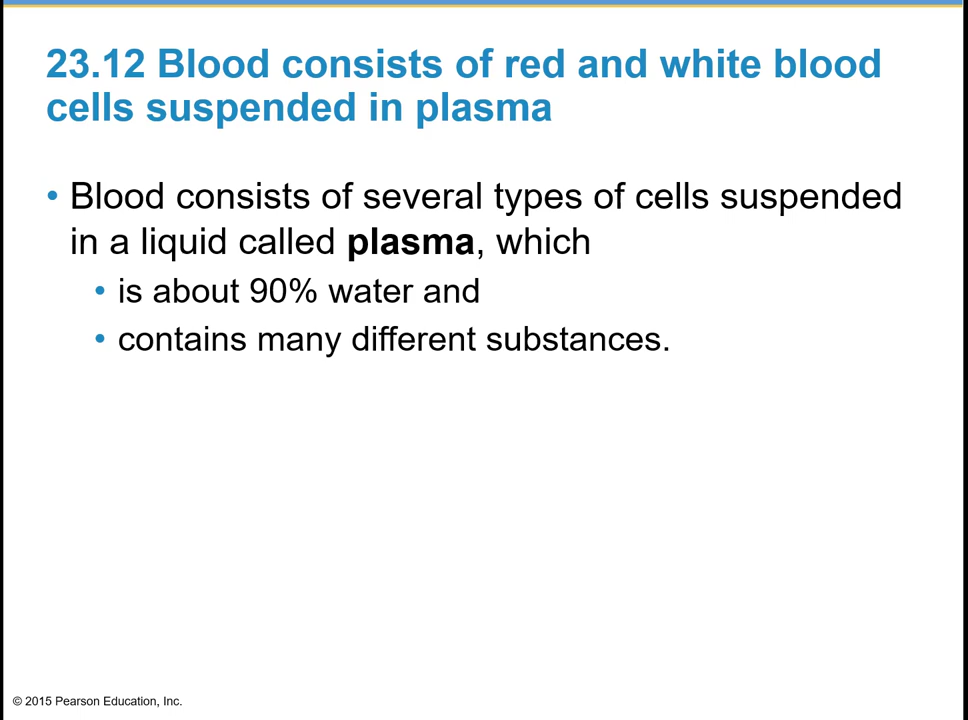 23.12 Blood consists of red and white blood
cells suspended in plasma
• Blood consists of several types of cells suspended
in a liquid called plasma, which
• is about 90% water and
• contains many different substances.
© 2015 Pearson Education, Inc.